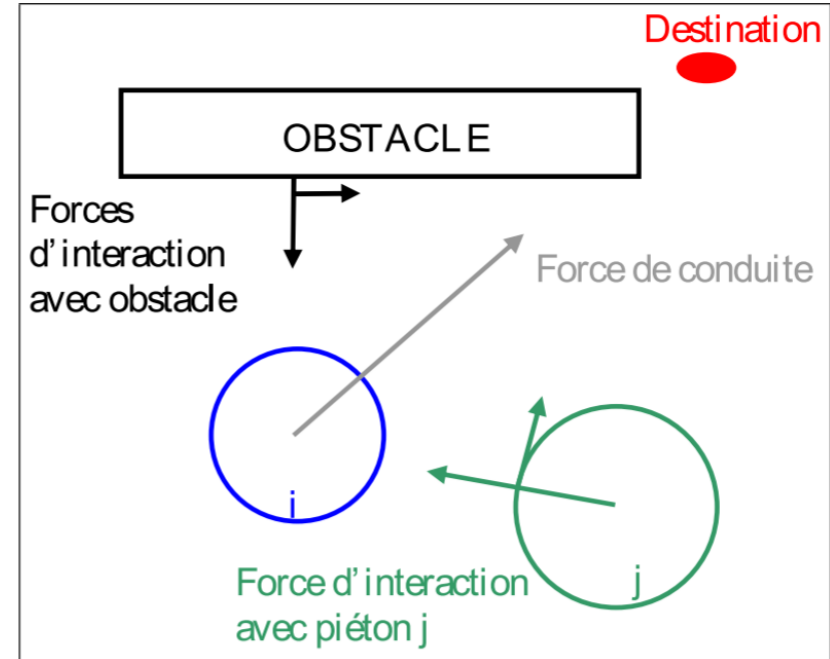 Destination
OBSTACLE
Forces
d'interaction
avec obstacle
Force de conduite
i
j
Force d'interaction
avec piéton j